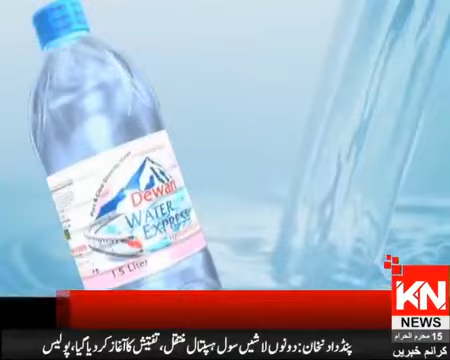 Dewan
WATER
EXPRESS
1.5 Liter
KN
NEWS
15 محرم الحرام
کرائم خبریں
پنڈدادنخان: دونوں لاشیں سول ہسپتال منتقل، تفتیش کا آغاز کر دیا گیا، پولیس